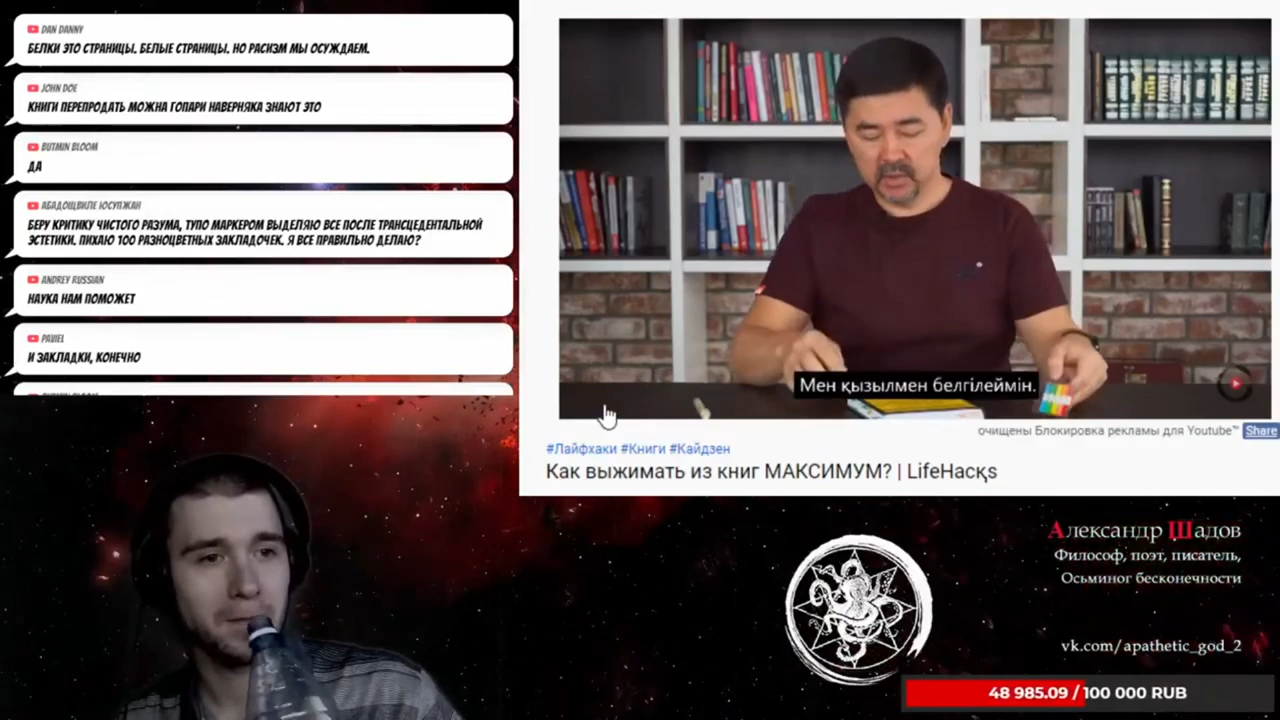 DAN DANNY
БЕЛКИ ЭТО СТРАНИЦЫ. БЕЛЫЕ СТРАНИЦЫ. НО РАСИЗМ МЫ ОСУЖДАЕМ.
JOHN DOE
КНИГИ ПЕРЕПРОДАТЬ МОЖНА ГОПАРИ НАВЕРНЯКА ЗНАЮТ ЭТО
BUTMIN BLOOM
ДА
АБАДОЩВИЛЕ ЮСУПЖАН
БЕРУ КРИТИКУ ЧИСТОГО РАЗУМА, ТУПО МАРКЕРОМ ВЫДЕЛЯЮ ВСЕ ПОСЛЕ ТРАНСЦЕДЕНТАЛЬНОЙ
ЭСТЕТИКИ. ПИХАЮ 100 РАЗНОЦВЕТНЫХ ЗАКЛАДОЧЕК. Я ВСЕ ПРАВИЛЬНО ДЕЛАЮ?
ANDREY RUSSIAN
НАУКА НАМ ПОМОЖЕТ
PAVIEL
И ЗАКЛАДКИ, КОНЕЧНО
Мен қызылмен белгілеймін.
очищены Блокировка рекламы для Youtube™ Share
#Лайфхаки #Книги #Кайдзен
Как выжимать из книг МАКСИМУМ? | LifeHacқs
Александр Шадов
Философ, поэт, писатель,
Осьминог бесконечности
vk.com/apathetic_god_2
48 985.09 / 100 000 RUB